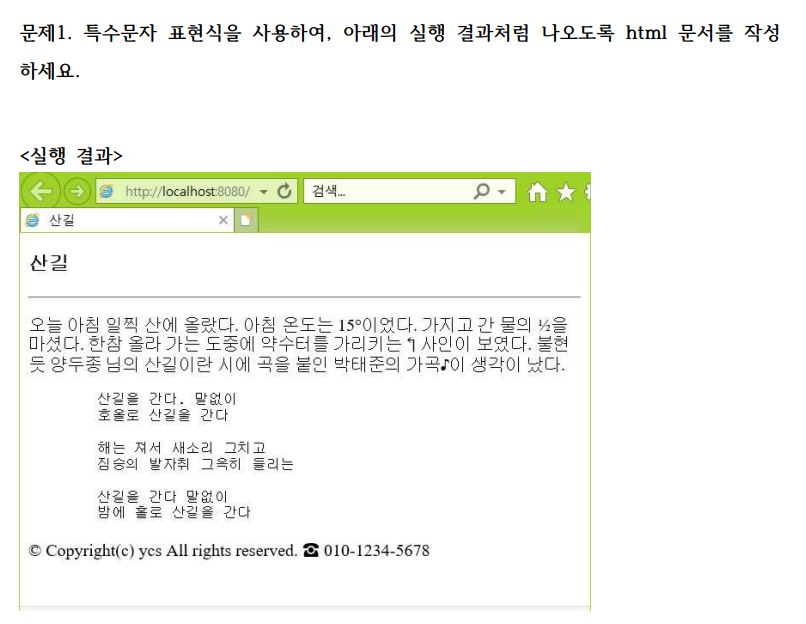 문제1. 특수문자 표현식을 사용하여, 아래의 실행 결과처럼 나오도록 html 문서를 작성
하세요.
<실행 결과>
http://localhost:8080/
검색...
산길
산길
오늘 아침 일찍 산에 올랐다. 아침 온도는 15°이었다. 가지고 간 물의 ½을
마셨다. 한참 올라 가는 도중에 약수터를 가리키는 ↰ 사인이 보였다. 불현
듯 양두종 님의 산길이란 시에 곡을 붙인 박태준의 가곡♪이 생각이 났다.
산길을 간다. 말없이
호올로 산길을 간다
해는 져서 새소리 그치고
짐승의 발자취 그윽히 들리는
산길을 간다 말없이
밤에 홀로 산길을 간다
© Copyright(c) ycs All rights reserved. ☎ 010-1234-5678